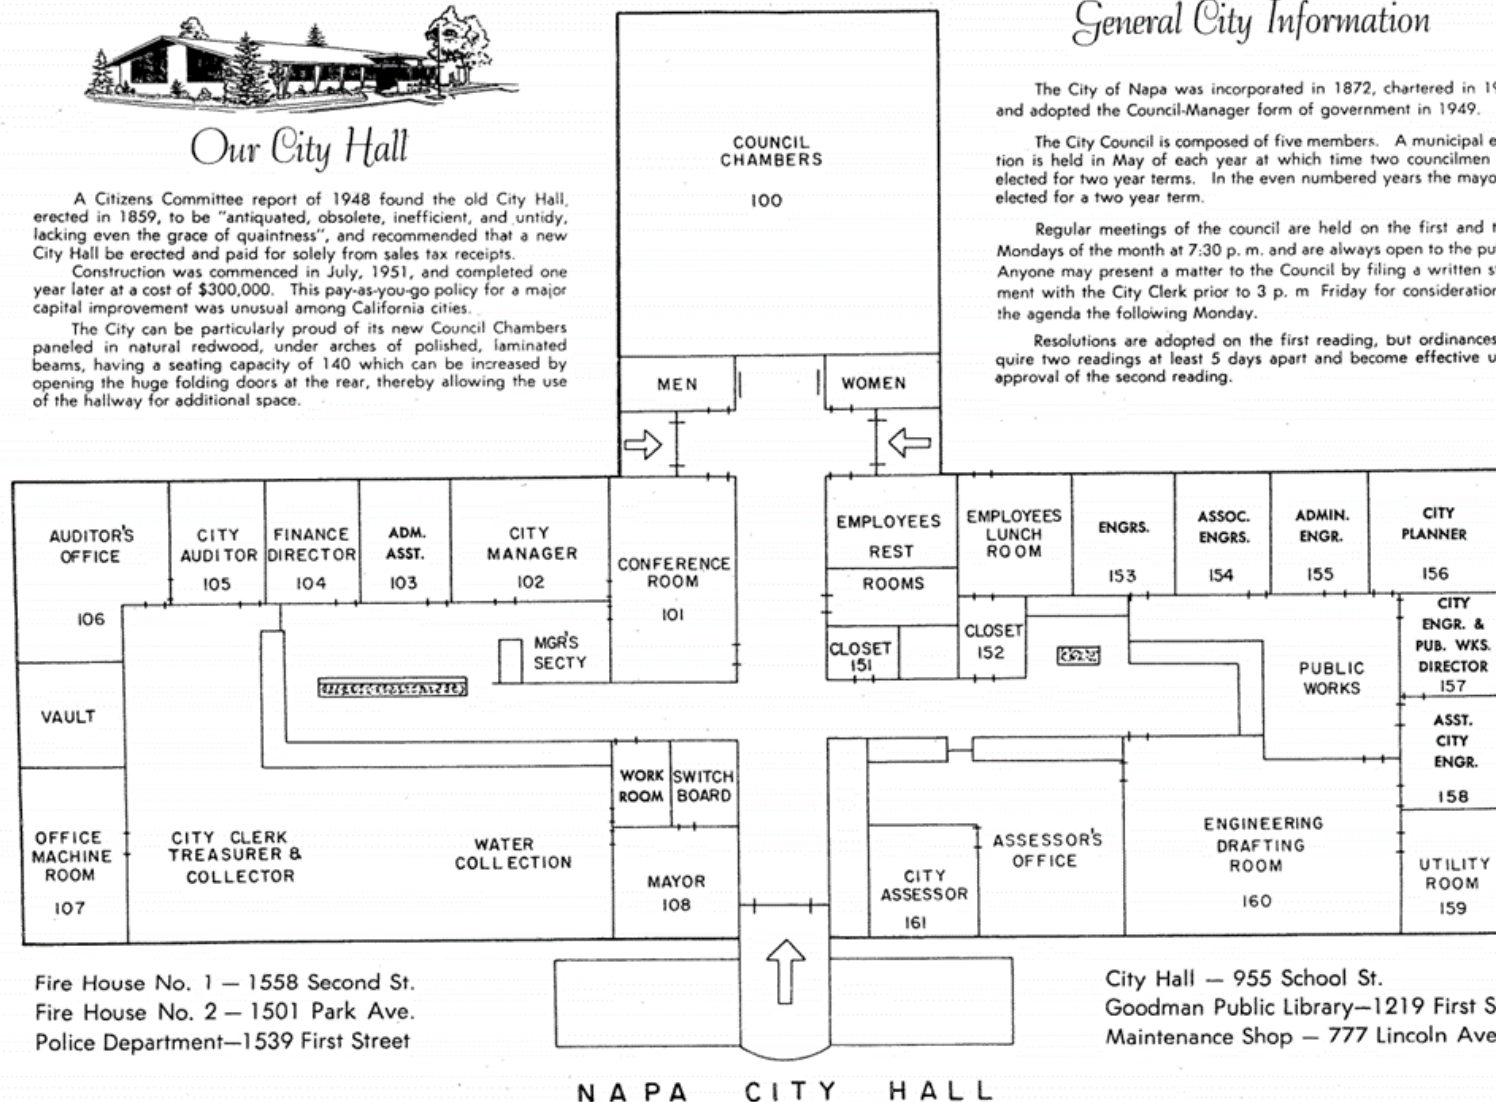 Our City Hall
A Citizens Committee report of 1948 found the old City Hall,
erected in 1859, to be "antiquated, obsolete, inefficient, and untidy,
lacking even the grace of quaintness", and recommended that a new
City Hall be erected and paid for solely from sales tax receipts.
Construction was commenced in July, 1951, and completed one
year later at a cost of $300,000. This pay-as-you-go policy for a major
capital improvement was unusual among California cities.
The City can be particularly proud of its new Council Chambers
paneled in natural redwood, under arches of polished, laminated
beams, having a seating capacity of 140 which can be increased by
opening the huge folding doors at the rear, thereby allowing the use
of the hallway for additional space.
General City Information
The City of Napa was incorporated in 1872, chartered in 19
and adopted the Council-Manager form of government in 1949.
The City Council is composed of five members. A municipal e
tion is held in May of each year at which time two councilmen
elected for two year terms. In the even numbered years the mayo
elected for a two year term.
Regular meetings of the council are held on the first and t
Mondays of the month at 7:30 p. m. and are always open to the pu
Anyone may present a matter to the Council by filing a written s
ment with the City Clerk prior to 3 p. m Friday for consideration
the agenda the following Monday.
Resolutions are adopted on the first reading, but ordinances
quire two readings at least 5 days apart and become effective u
approval of the second reading.
COUNCIL
CHAMBERS
100
MEN
WOMEN
AUDITOR'S
OFFICE
106
CITY
AUDITOR
105
FINANCE
DIRECTOR
104
ADM.
ASST.
103
CITY
MANAGER
102
CONFERENCE
ROOM
101
MGR'S
SECTY
EMPLOYEES
REST
ROOMS
EMPLOYEES
LUNCH
ROOM
ENGRS.
153
ASSOC.
ENGRS.
154
ADMIN.
ENGR.
155
CITY
PLANNER
156
CLOSET
151
CLOSET
152
PUBLIC
WORKS
CITY
ENGR. &
PUB. WKS.
DIRECTOR
157
ASST.
CITY
ENGR.
158
VAULT
OFFICE
MACHINE
ROOM
107
CITY CLERK
TREASURER &
COLLECTOR
WATER
COLLECTION
WORK
ROOM
SWITCH
BOARD
MAYOR
108
CITY
ASSESSOR
161
ASSESSOR'S
OFFICE
ENGINEERING
DRAFTING
ROOM
160
UTILITY
ROOM
159
Fire House No. 1 — 1558 Second St.
Fire House No. 2 — 1501 Park Ave.
Police Department—1539 First Street
City Hall — 955 School St.
Goodman Public Library—1219 First S
Maintenance Shop — 777 Lincoln Ave
NAPA CITY HALL